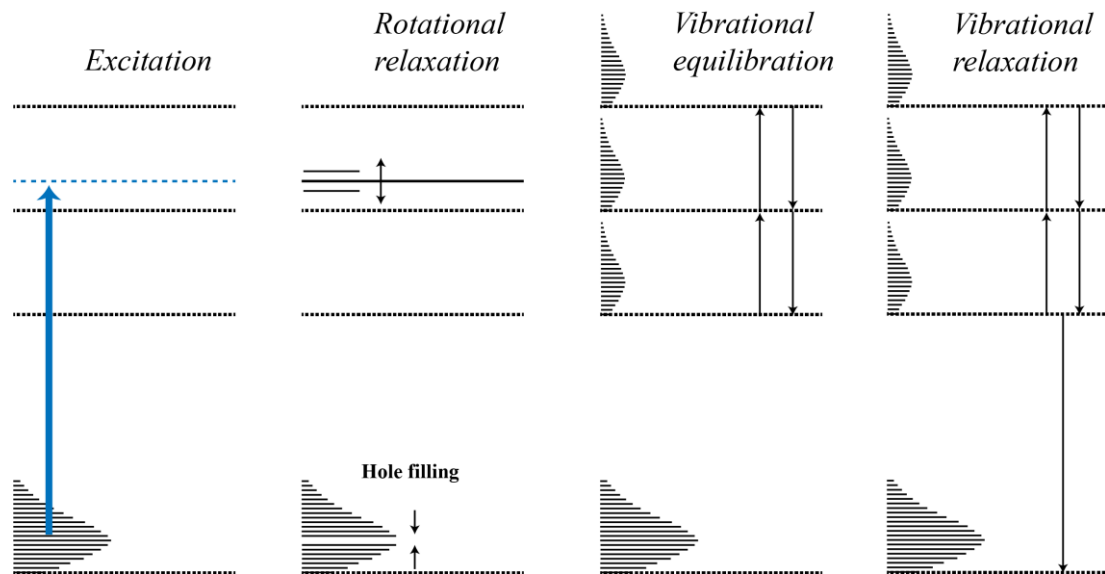 Excitation
Rotational
relaxation
Vibrational
equilibration
Vibrational
relaxation
Hole filling